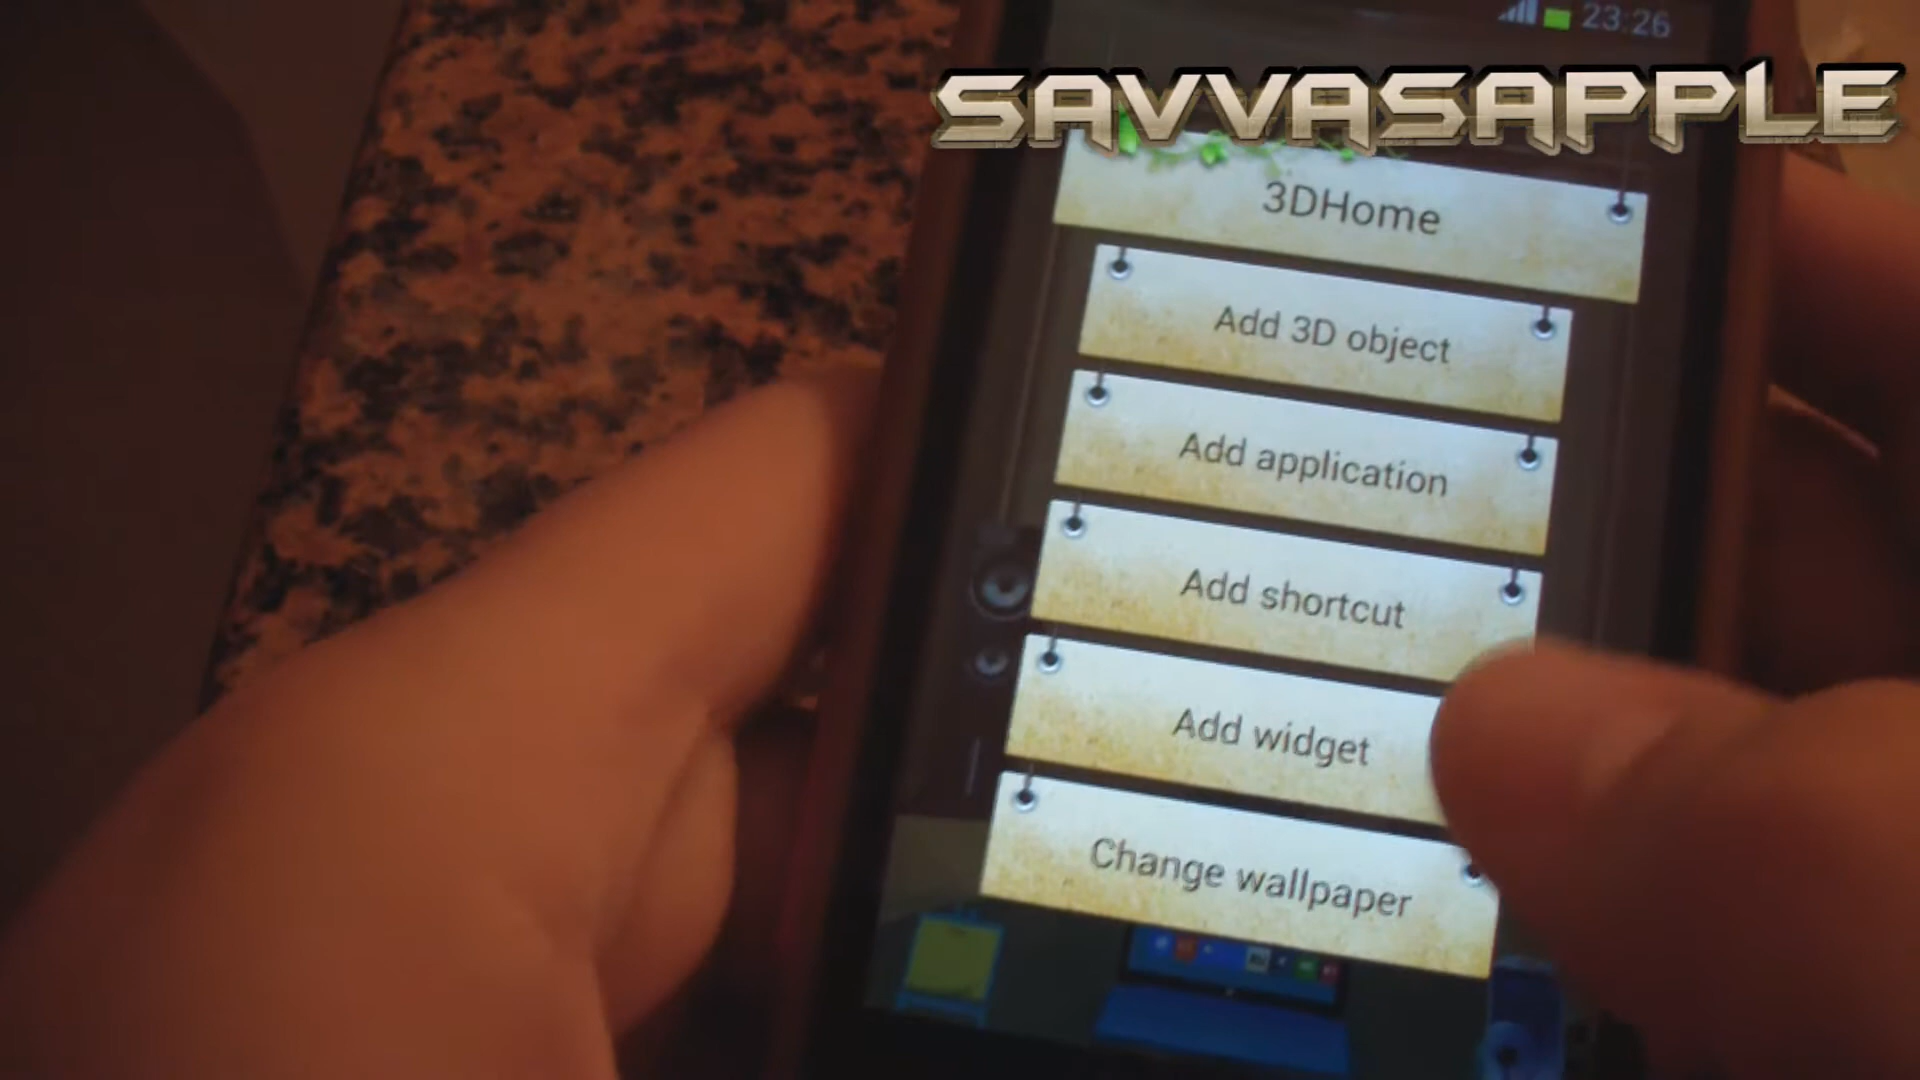 23:26
SAVVASAPPLE
3DHome
Add 3D object
Add application
Add shortcut
Add widget
Change wallpaper